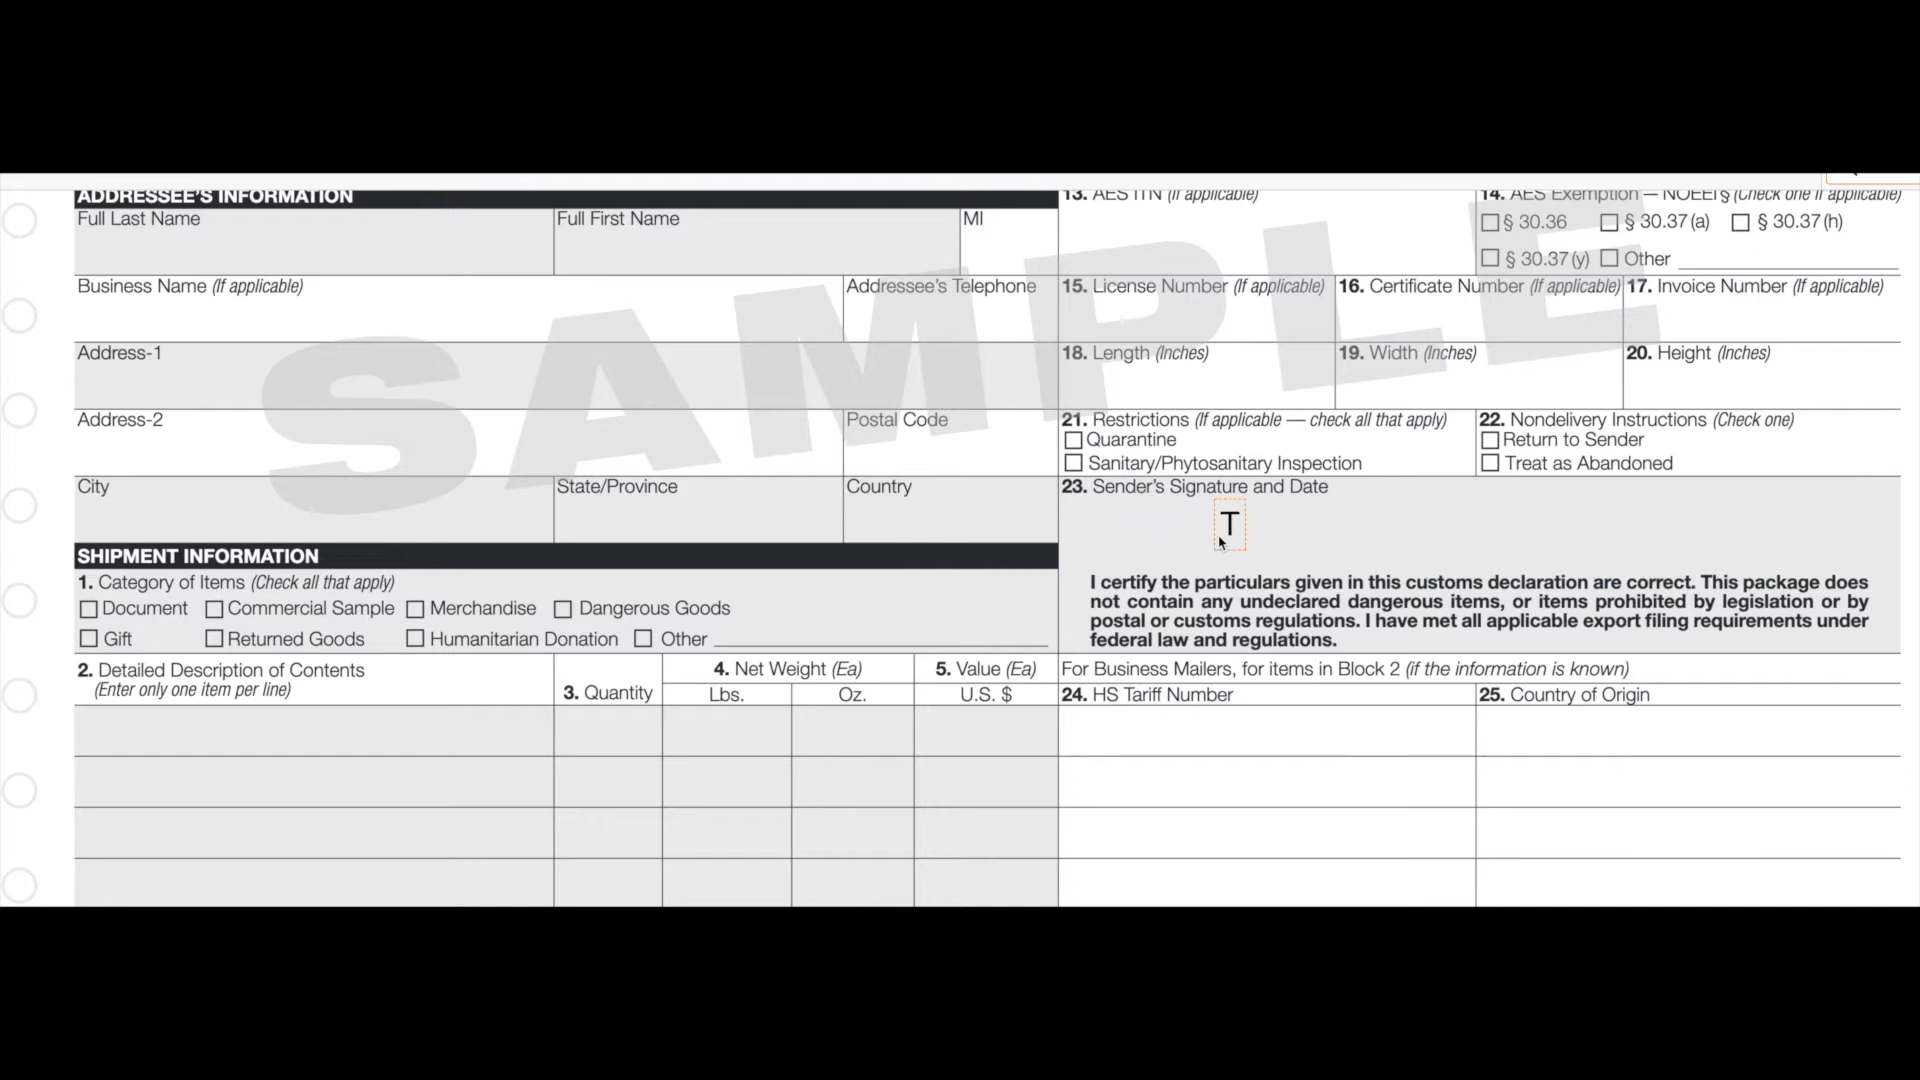 ADDRESSEE'S INFORMATION
Full Last Name
Full First Name
MI
Business Name (If applicable)
Addressee's Telephone
Address-1
Address-2
Postal Code
City
State/Province
Country
SHIPMENT INFORMATION
1. Category of Items (Check all that apply)
Document
Commercial Sample
Merchandise
Dangerous Goods
Gift
Returned Goods
Humanitarian Donation
Other
2. Detailed Description of Contents
(Enter only one item per line)
3. Quantity
4. Net Weight (Ea)
Lbs.
Oz.
5. Value (Ea)
U.S. $
13. AES ITN (If applicable)
14. AES Exemption — NOEEI § (Check one if applicable)
§ 30.36
§ 30.37 (a)
§ 30.37 (h)
§ 30.37 (y)
Other
15. License Number (If applicable)
16. Certificate Number (If applicable)
17. Invoice Number (If applicable)
18. Length (Inches)
19. Width (Inches)
20. Height (Inches)
21. Restrictions (If applicable — check all that apply)
Quarantine
Sanitary/Phytosanitary Inspection
22. Nondelivery Instructions (Check one)
Return to Sender
Treat as Abandoned
23. Sender's Signature and Date
T
I certify the particulars given in this customs declaration are correct. This package does
not contain any undeclared dangerous items, or items prohibited by legislation or by
postal or customs regulations. I have met all applicable export filing requirements under
federal law and regulations.
For Business Mailers, for items in Block 2 (if the information is known)
24. HS Tariff Number
25. Country of Origin
SAMPLE